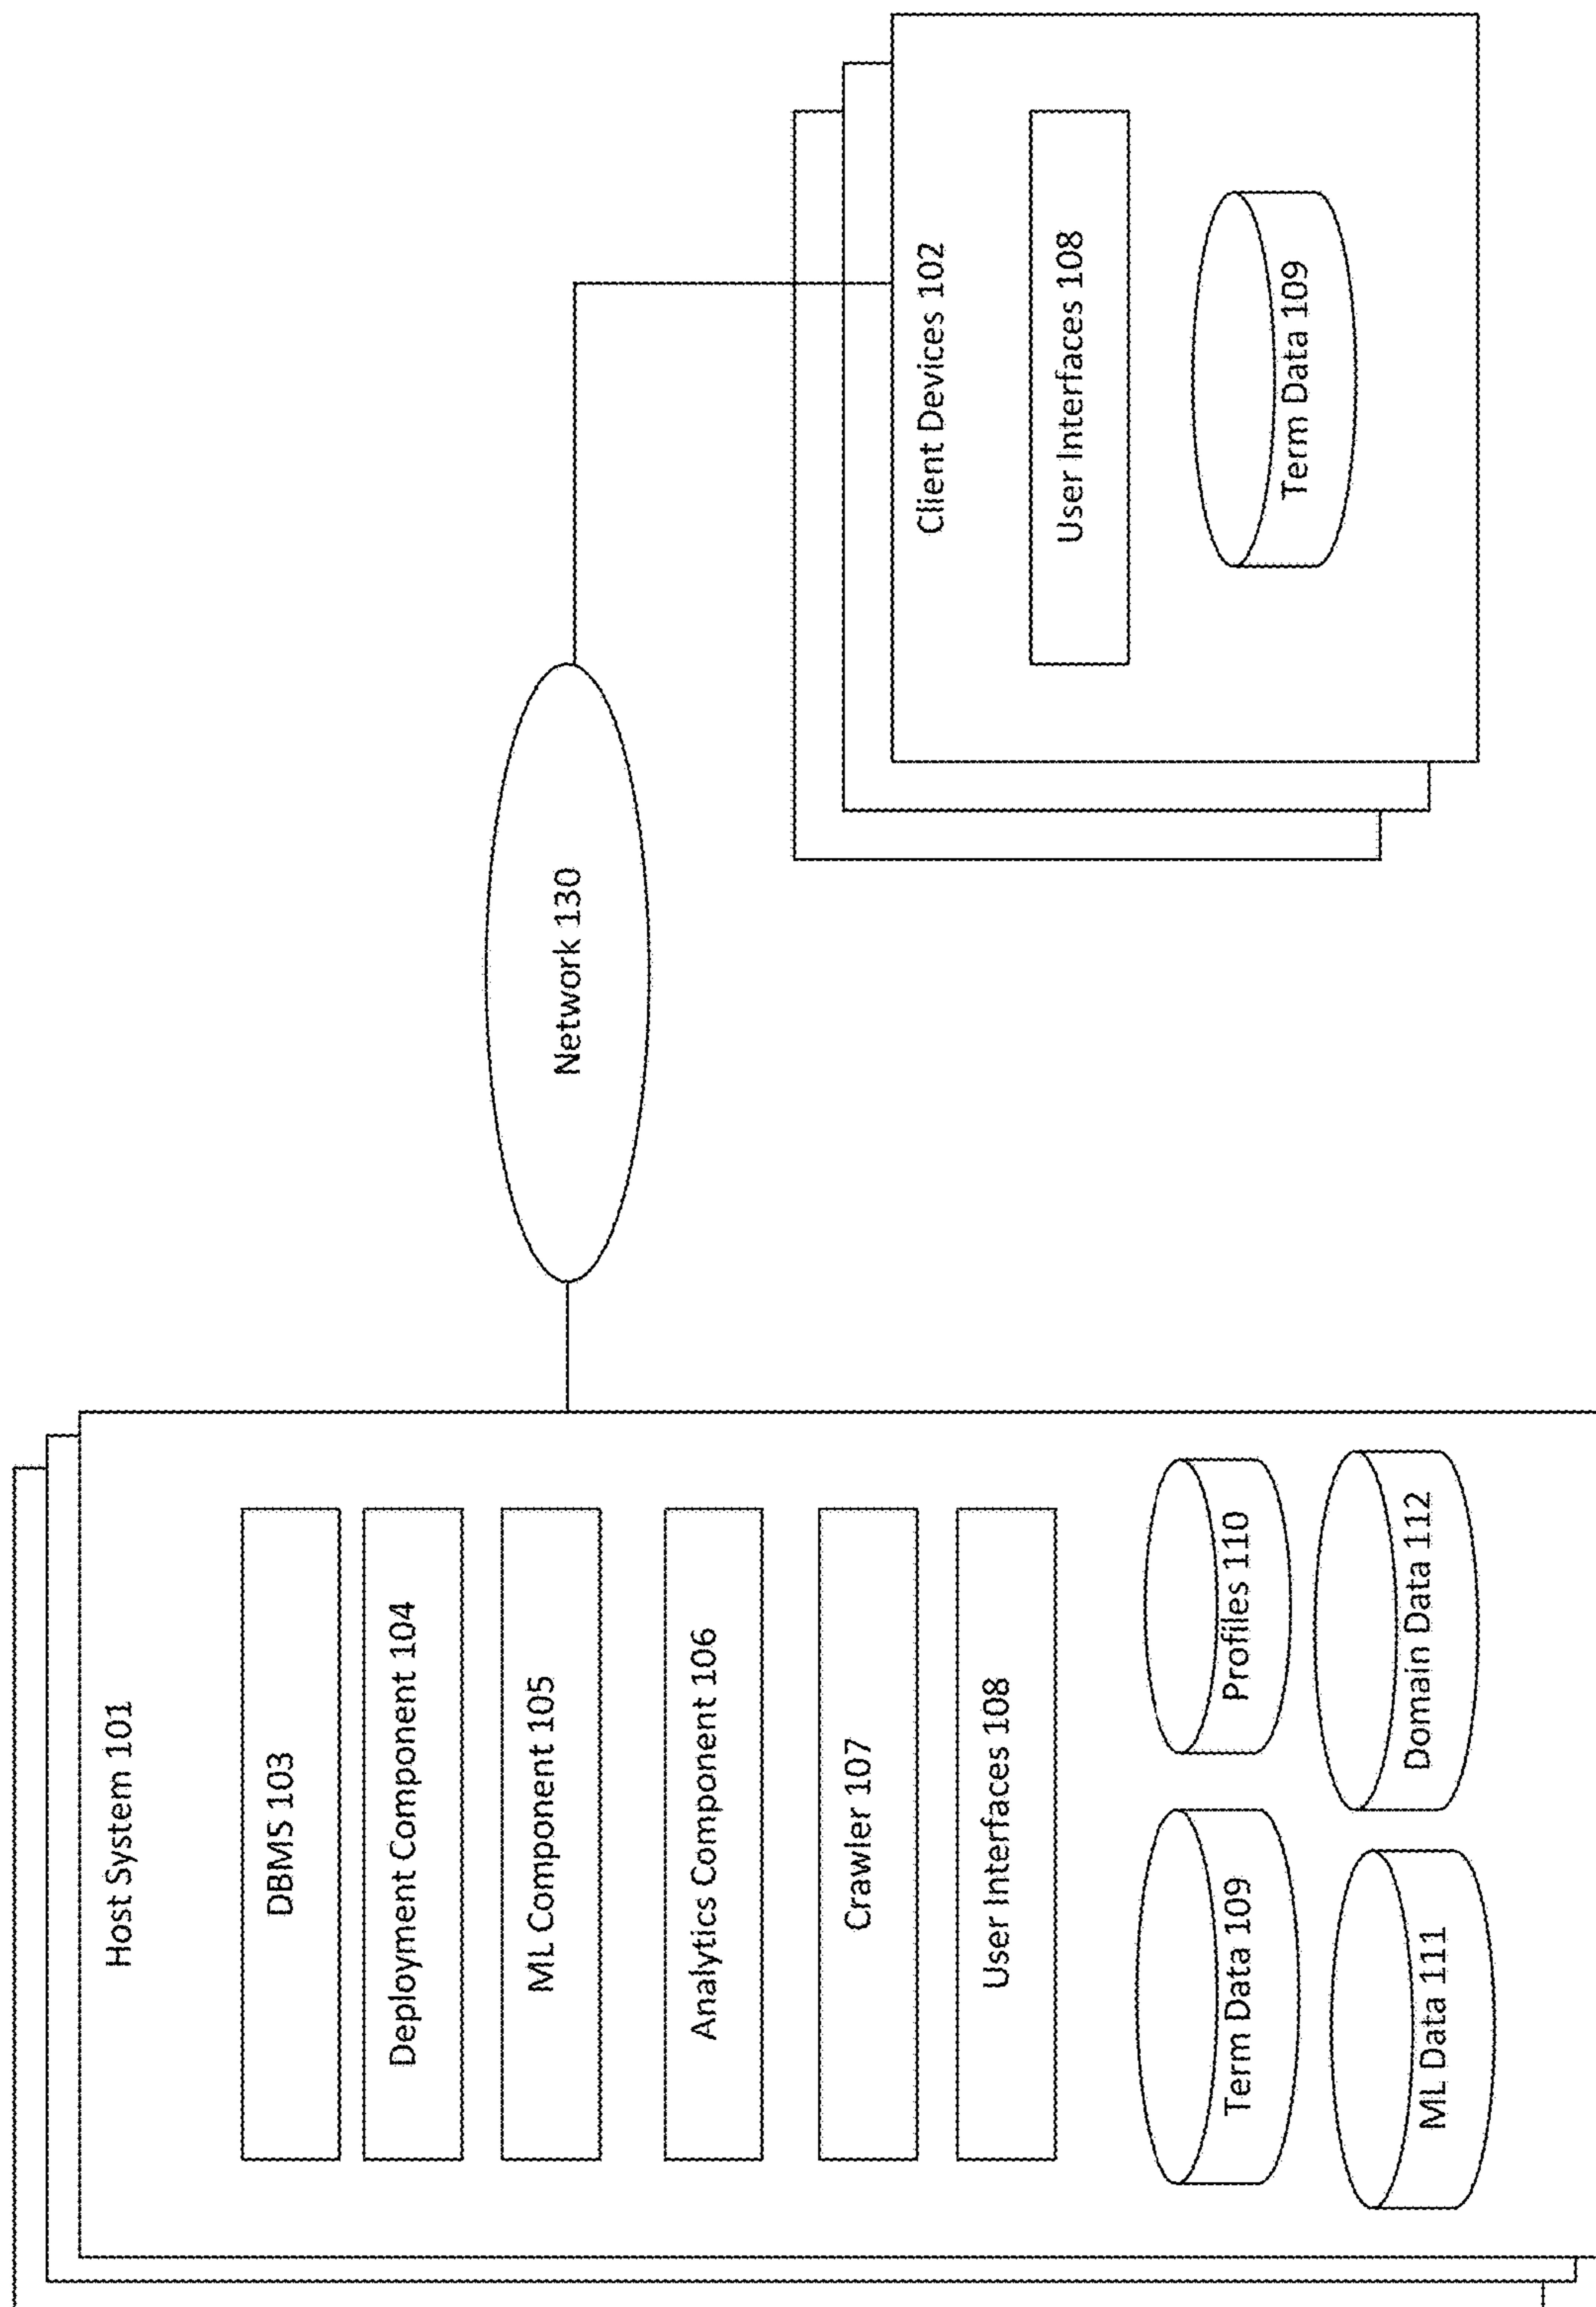 Host System 101
DBMS 103
Deployment Component 104
ML Component 105
Analytics Component 106
Crawler 107
User Interfaces 108
Term Data 109
Profiles 110
ML Data 111
Domain Data 112
Network 130
Client Devices 102
User Interfaces 108
Term Data 109